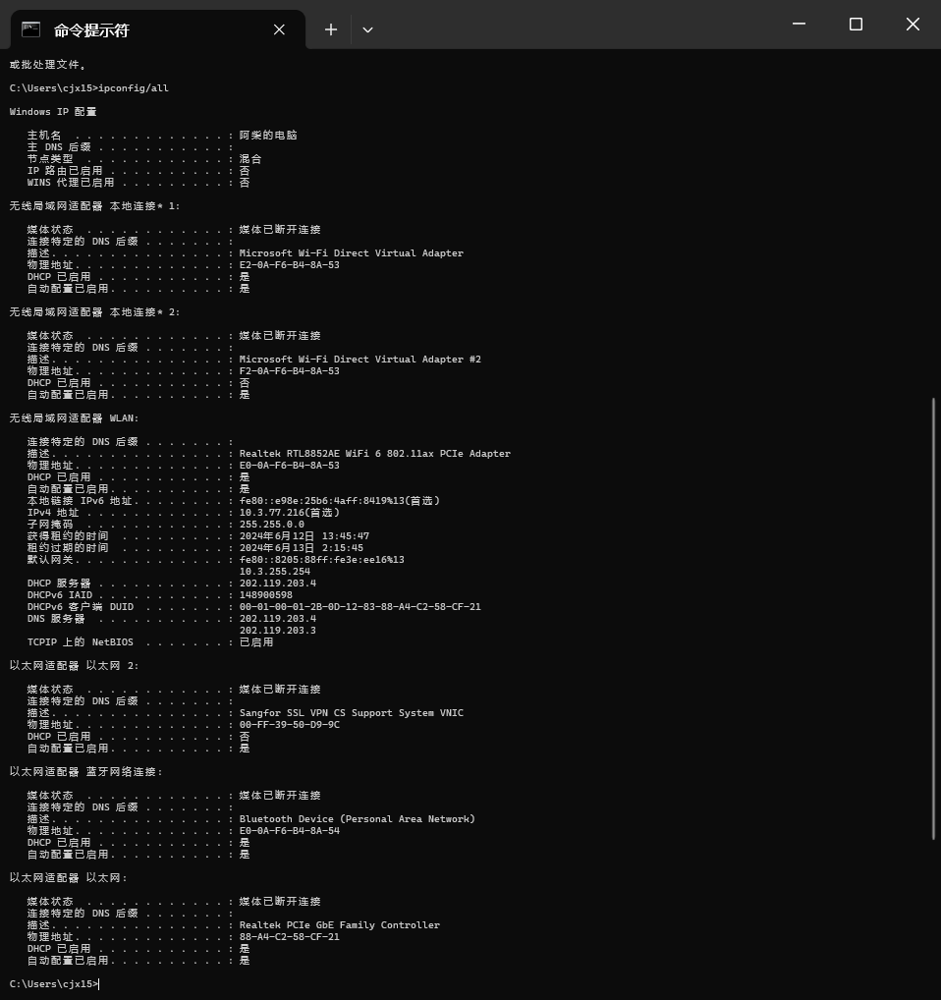 命令提示符
或批处理文件。
C:\Users\cjx15>ipconfig/all
Windows IP 配置
主机名  . . . . . . . . . . . . . : 阿柴的电脑
主 DNS 后缀 . . . . . . . . . . . :
节点类型  . . . . . . . . . . . . : 混合
IP 路由已启用 . . . . . . . . . . : 否
WINS 代理已启用 . . . . . . . . . : 否
无线局域网适配器 本地连接* 1:
媒体状态  . . . . . . . . . . . . : 媒体已断开连接
连接特定的 DNS 后缀 . . . . . . . :
描述. . . . . . . . . . . . . . . : Microsoft Wi-Fi Direct Virtual Adapter
物理地址. . . . . . . . . . . . . : E2-0A-F6-B4-8A-53
DHCP 已启用 . . . . . . . . . . . : 是
自动配置已启用. . . . . . . . . . : 是
无线局域网适配器 本地连接* 2:
媒体状态  . . . . . . . . . . . . : 媒体已断开连接
连接特定的 DNS 后缀 . . . . . . . :
描述. . . . . . . . . . . . . . . : Microsoft Wi-Fi Direct Virtual Adapter #2
物理地址. . . . . . . . . . . . . : F2-0A-F6-B4-8A-53
DHCP 已启用 . . . . . . . . . . . : 否
自动配置已启用. . . . . . . . . . : 是
无线局域网适配器 WLAN:
连接特定的 DNS 后缀 . . . . . . . :
描述. . . . . . . . . . . . . . . : Realtek RTL8852AE WiFi 6 802.11ax PCIe Adapter
物理地址. . . . . . . . . . . . . : E0-0A-F6-B4-8A-53
DHCP 已启用 . . . . . . . . . . . : 是
自动配置已启用. . . . . . . . . . : 是
本地链接 IPv6 地址. . . . . . . . : fe80::e98e:25b6:4aff:8419%13(首选)
IPv4 地址 . . . . . . . . . . . . : 10.3.77.216(首选)
子网掩码  . . . . . . . . . . . . : 255.255.0.0
获得租约的时间  . . . . . . . . . : 2024年6月12日 13:45:47
租约过期的时间  . . . . . . . . . : 2024年6月13日 2:15:45
默认网关. . . . . . . . . . . . . : fe80::8205:88ff:fe3e:ee16%13
10.3.255.254
DHCP 服务器 . . . . . . . . . . . : 202.119.203.4
DHCPv6 IAID . . . . . . . . . . . : 148900598
DHCPv6 客户端 DUID  . . . . . . . : 00-01-00-01-2B-0D-12-83-88-A4-C2-58-CF-21
DNS 服务器  . . . . . . . . . . . : 202.119.203.4
202.119.203.3
TCPIP 上的 NetBIOS  . . . . . . . : 已启用
以太网适配器 以太网 2:
媒体状态  . . . . . . . . . . . . : 媒体已断开连接
连接特定的 DNS 后缀 . . . . . . . :
描述. . . . . . . . . . . . . . . : Sangfor SSL VPN CS Support System VNIC
物理地址. . . . . . . . . . . . . : 00-FF-39-50-D9-9C
DHCP 已启用 . . . . . . . . . . . : 否
自动配置已启用. . . . . . . . . . : 是
以太网适配器 蓝牙网络连接:
媒体状态  . . . . . . . . . . . . : 媒体已断开连接
连接特定的 DNS 后缀 . . . . . . . :
描述. . . . . . . . . . . . . . . : Bluetooth Device (Personal Area Network)
物理地址. . . . . . . . . . . . . : E0-0A-F6-B4-8A-54
DHCP 已启用 . . . . . . . . . . . : 是
自动配置已启用. . . . . . . . . . : 是
以太网适配器 以太网:
媒体状态  . . . . . . . . . . . . : 媒体已断开连接
连接特定的 DNS 后缀 . . . . . . . :
描述. . . . . . . . . . . . . . . : Realtek PCIe GbE Family Controller
物理地址. . . . . . . . . . . . . : 88-A4-C2-58-CF-21
DHCP 已启用 . . . . . . . . . . . : 是
自动配置已启用. . . . . . . . . . : 是
C:\Users\cjx15>